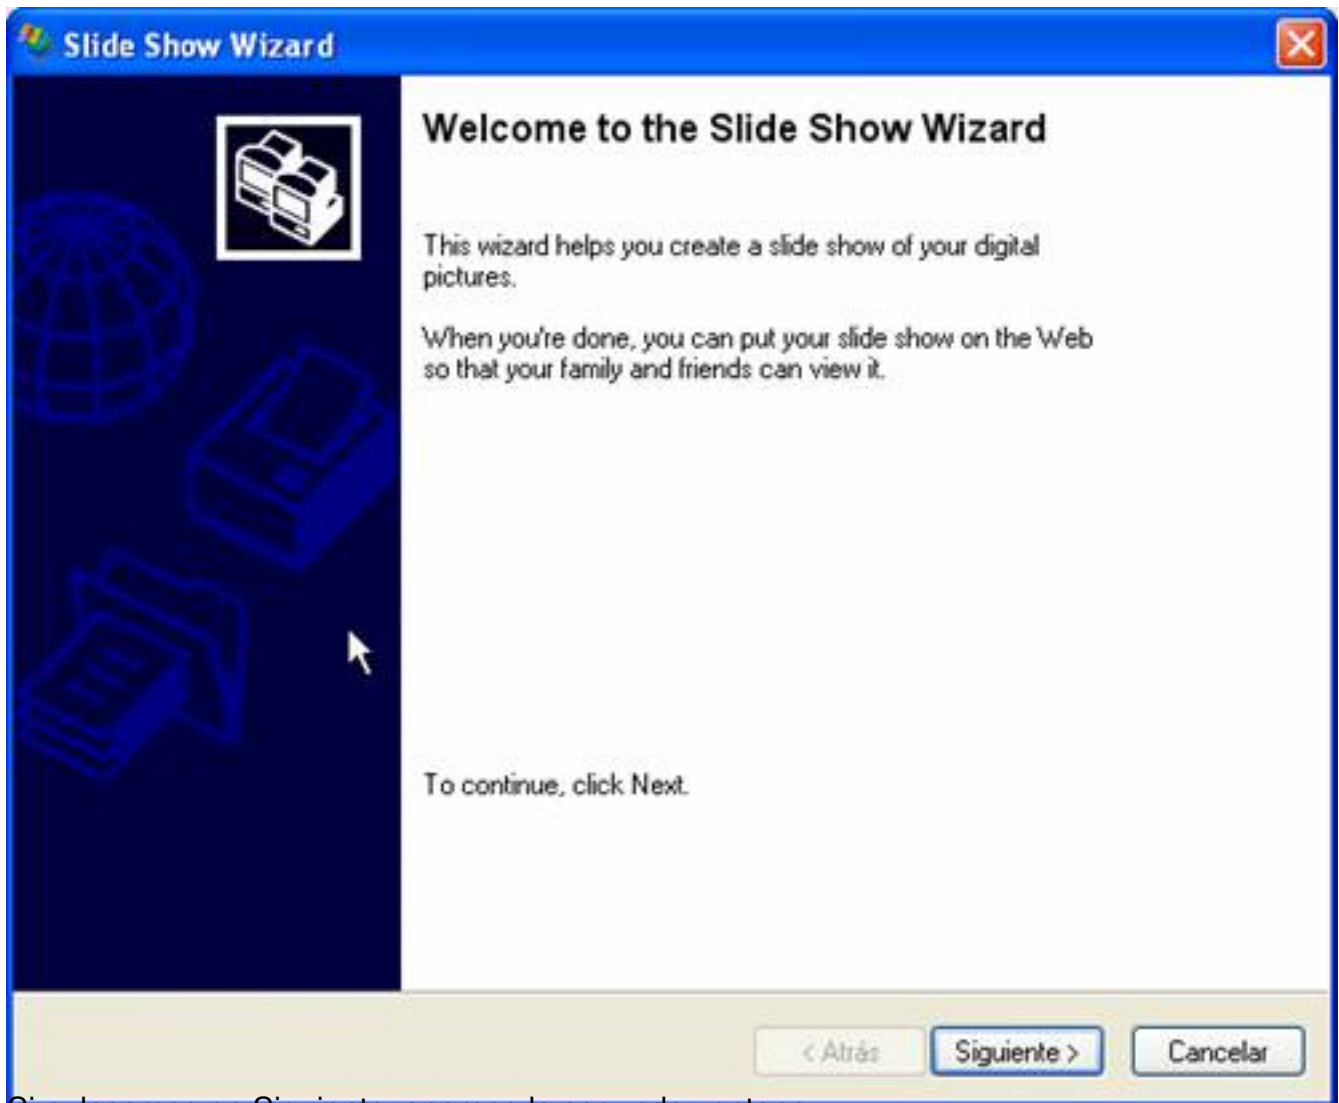 Slide Show Wizard
Welcome to the Slide Show Wizard
This wizard helps you create a slide show of your digital
pictures.
When you're done, you can put your slide show on the Web
so that your family and friends can view it.
To continue, click Next.
< Atrás
Siguiente >
Cancelar
Siguiente